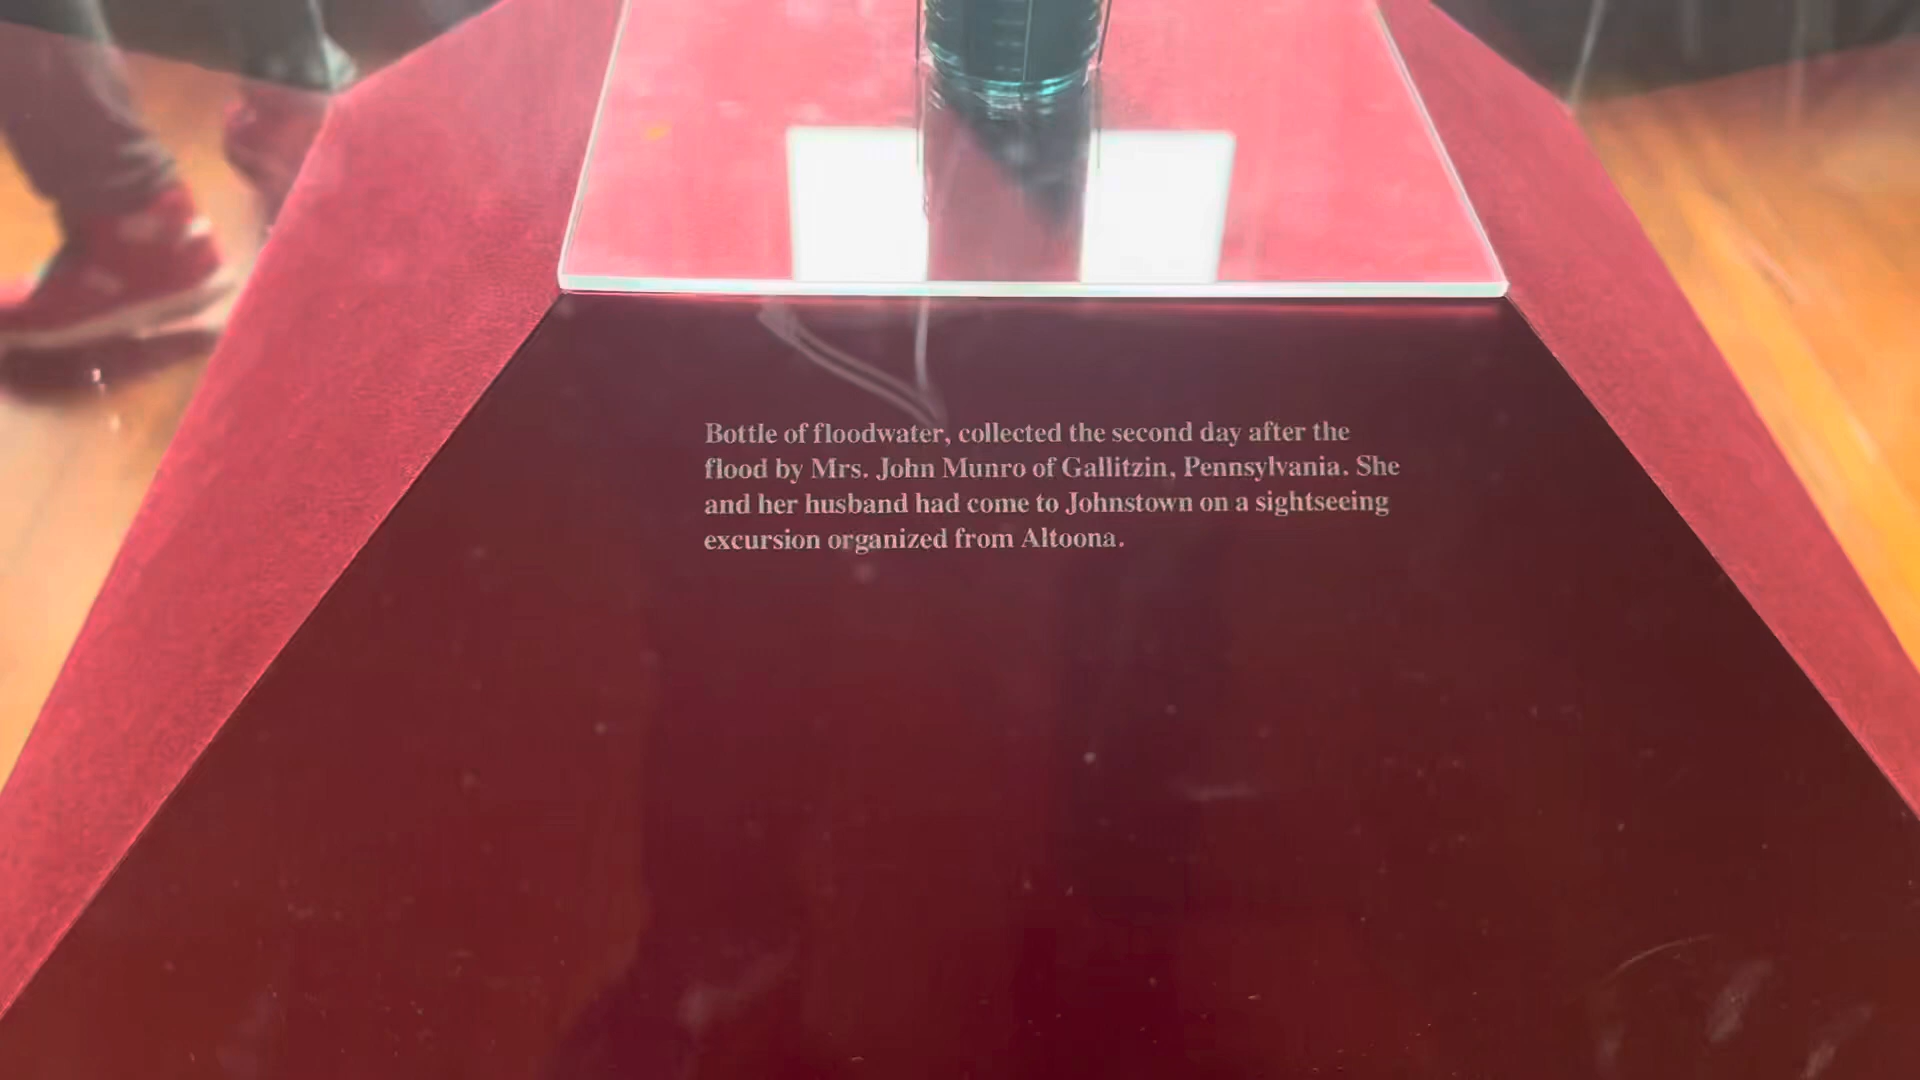 Bottle of floodwater, collected the second day after the
flood by Mrs. John Munro of Gallitzin, Pennsylvania. She
and her husband had come to Johnstown on a sightseeing
excursion organized from Altoona.